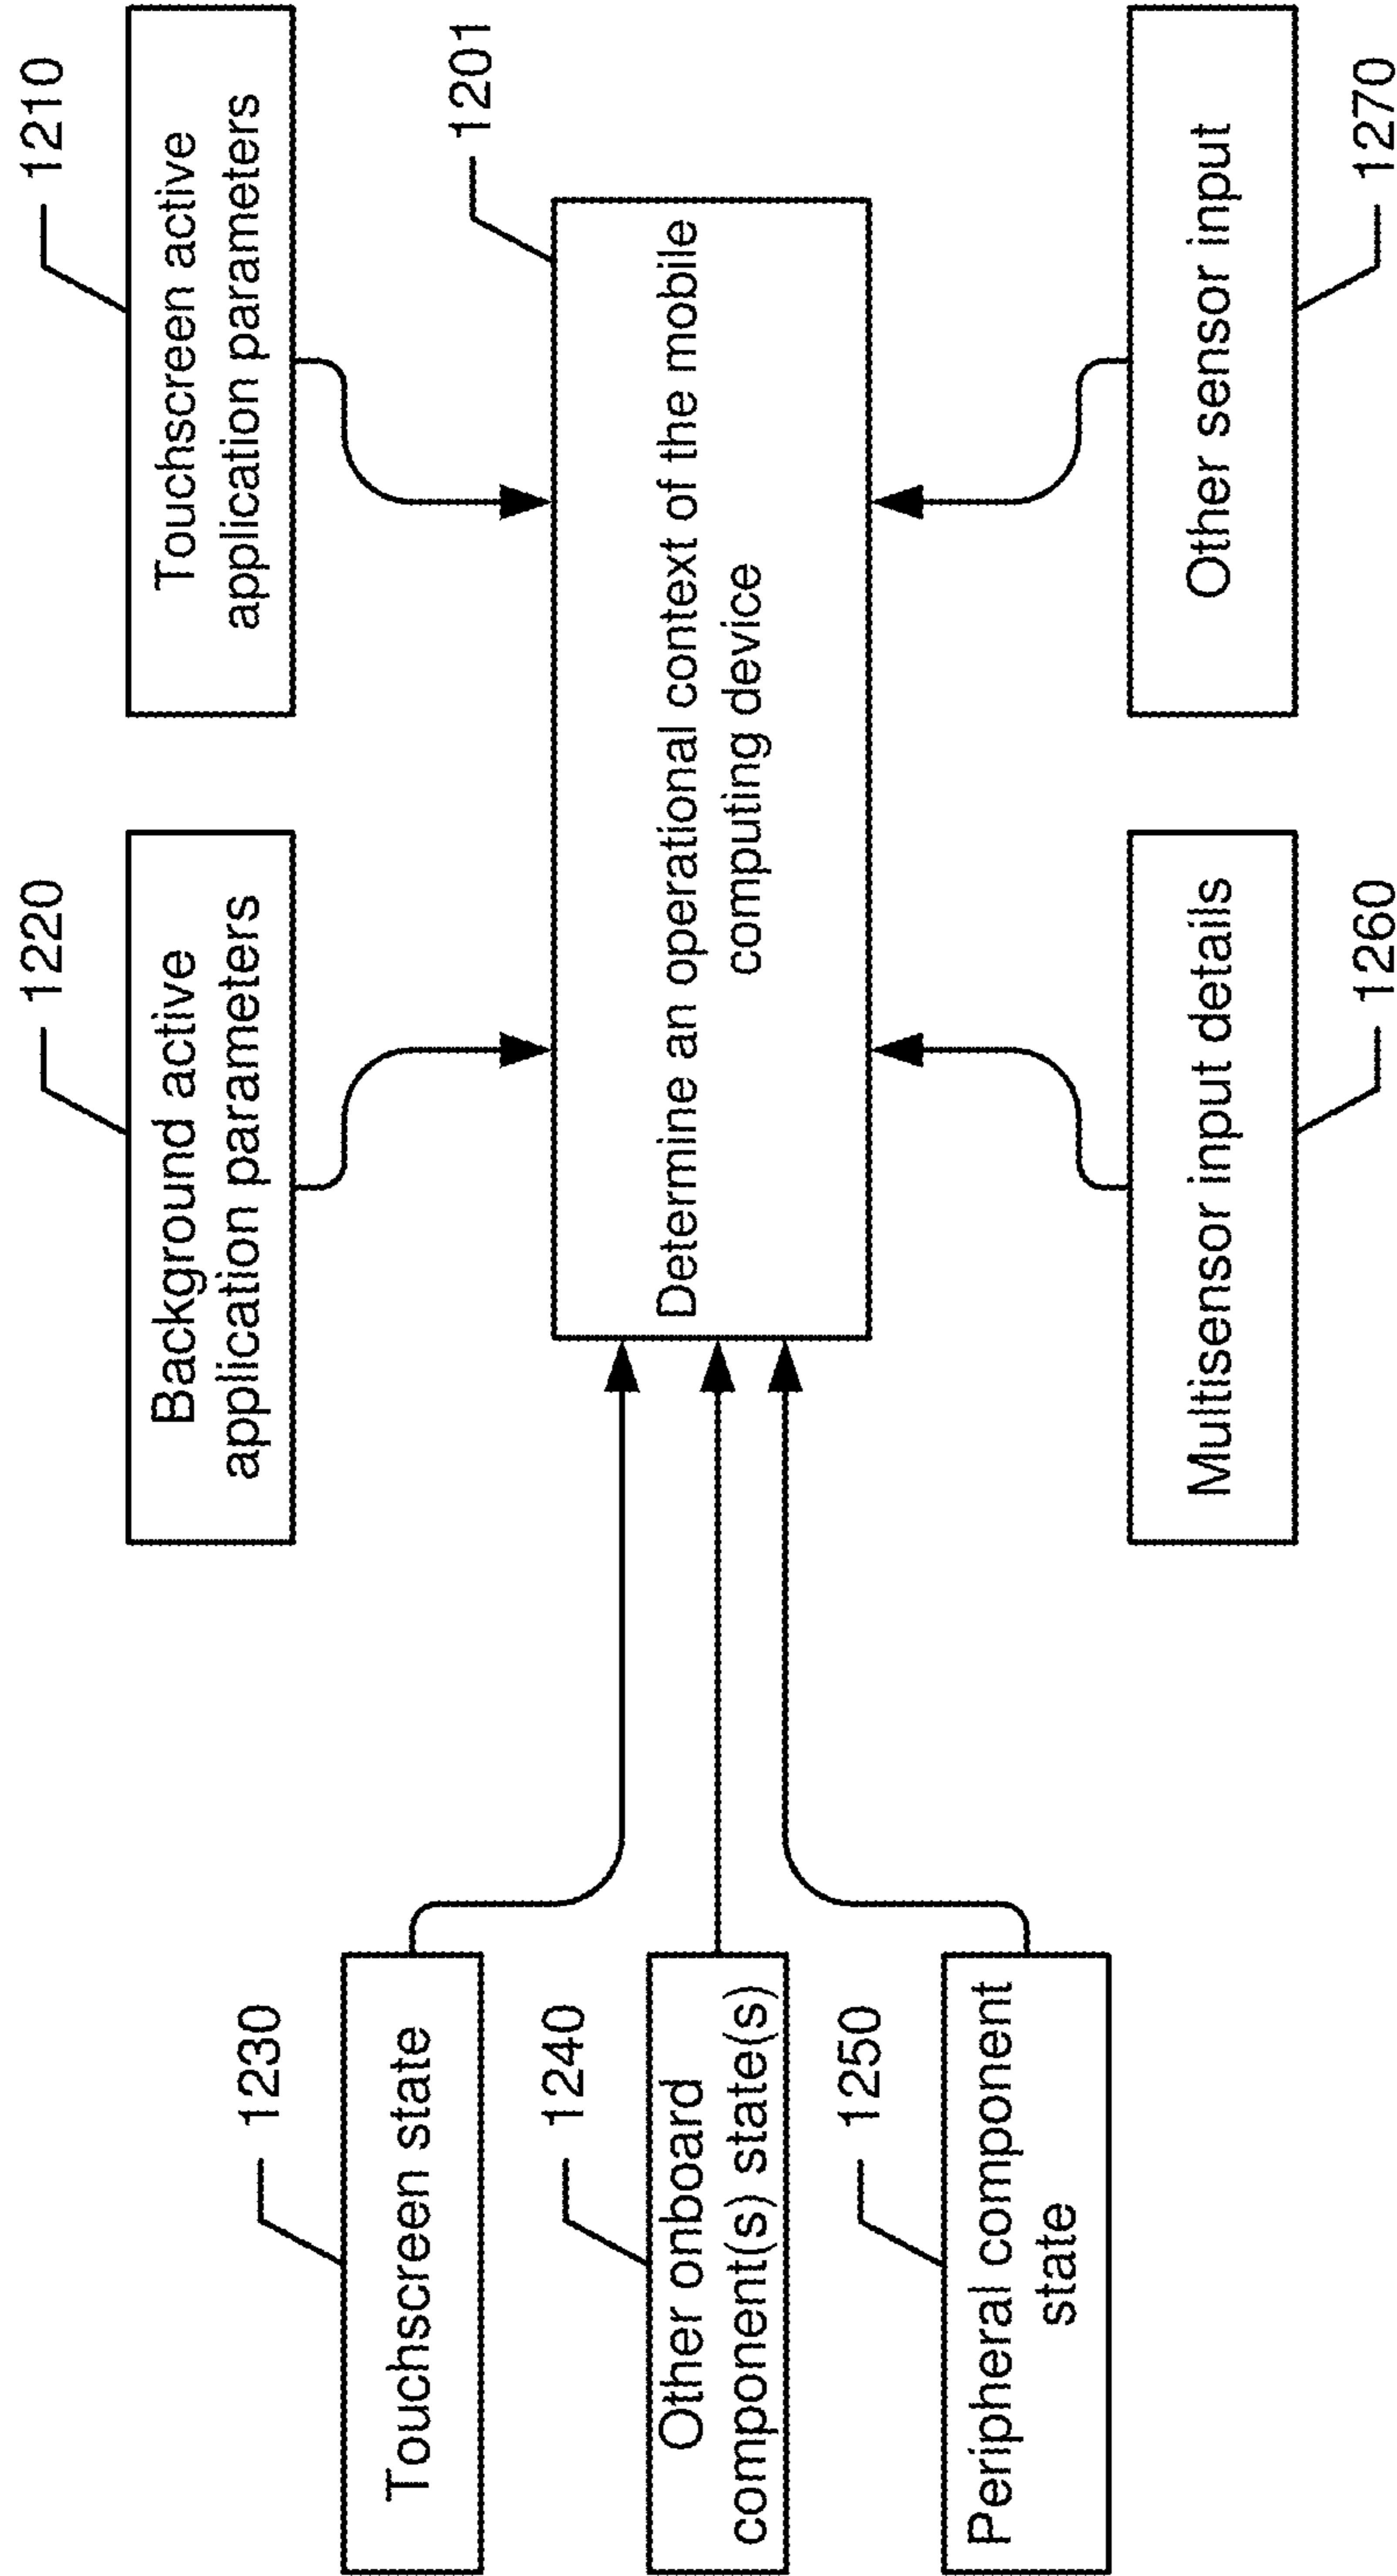 1220
Background active
application parameters
1210
Touchscreen active
application parameters
1230
Touchscreen state
1240
Other onboard
component(s) state(s)
1250
Peripheral component
state
1201
Determine an operational context of the mobile
computing device
Multisensor input details
1260
Other sensor input
1270